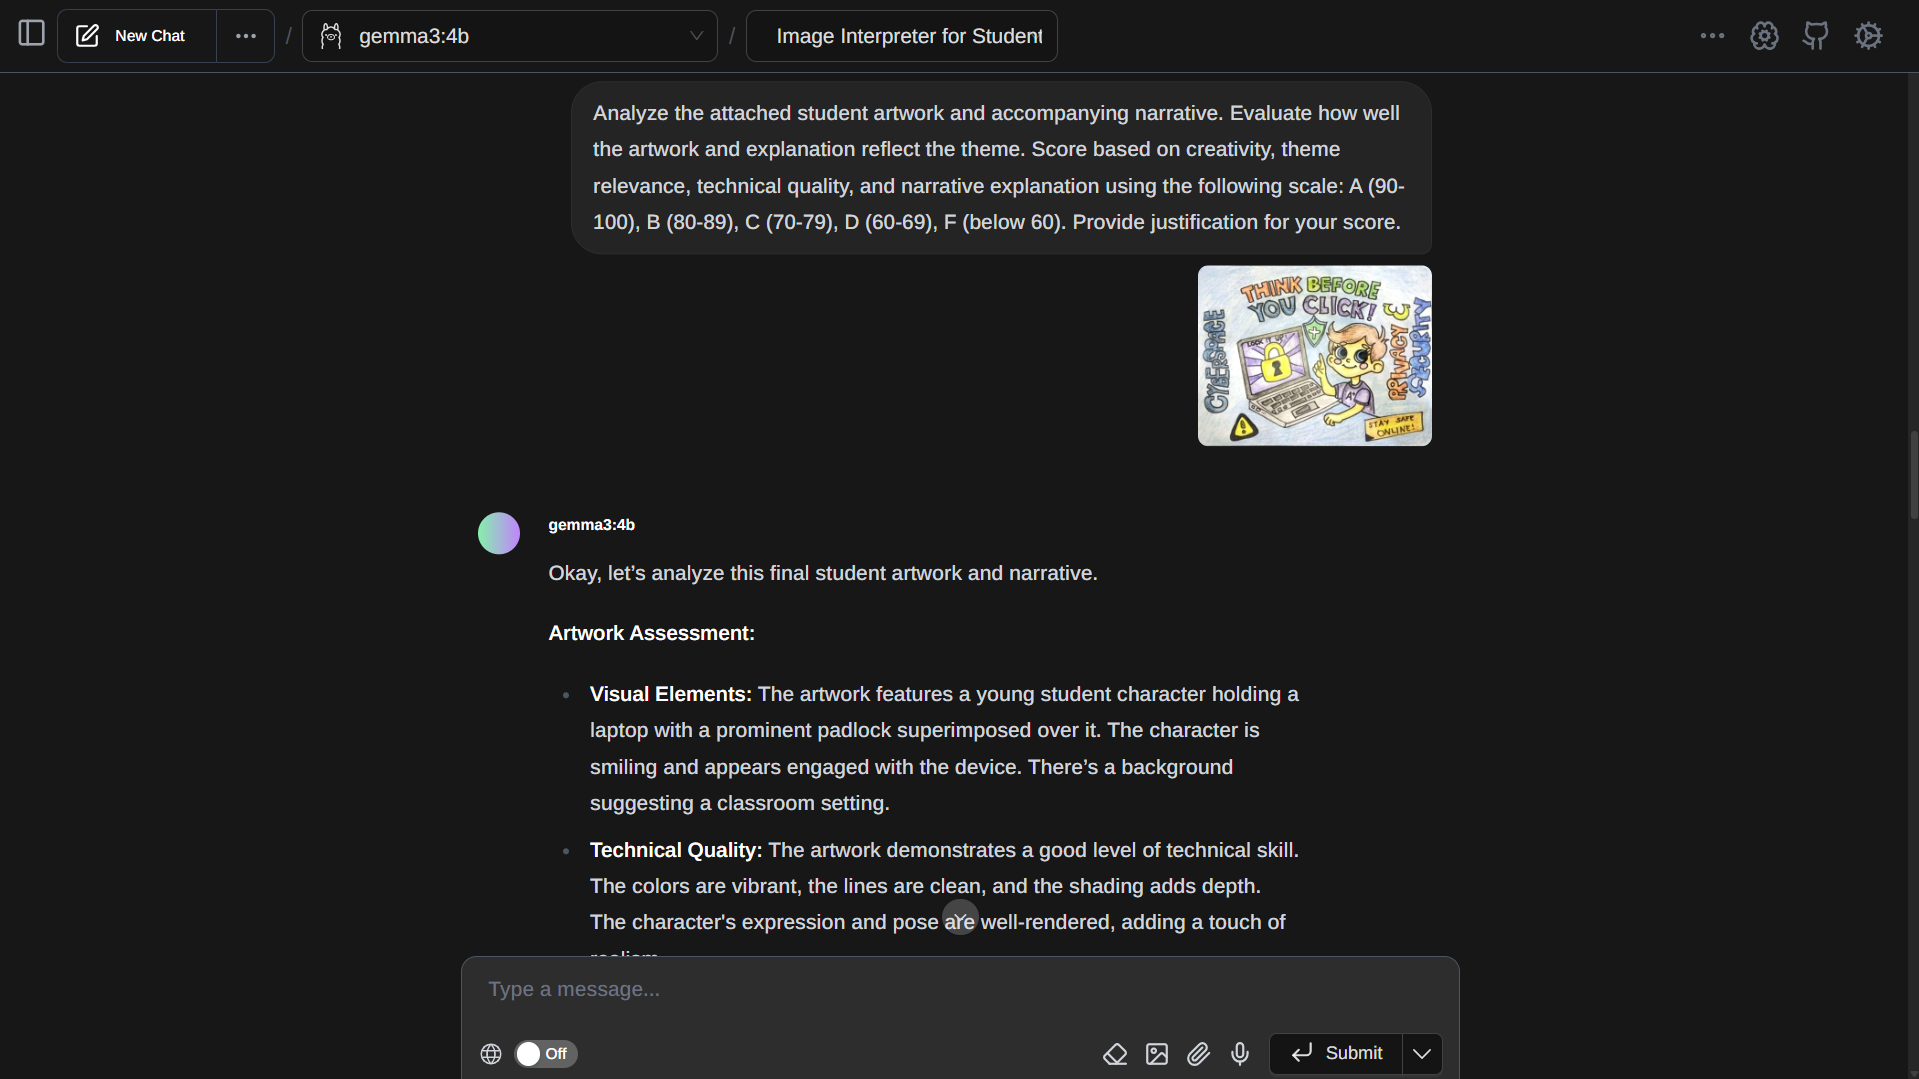 New Chat
/
gemma3:4b
/
Image Interpreter for Student
Analyze the attached student artwork and accompanying narrative. Evaluate how well
the artwork and explanation reflect the theme. Score based on creativity, theme
relevance, technical quality, and narrative explanation using the following scale: A (90-
100), B (80-89), C (70-79), D (60-69), F (below 60). Provide justification for your score.
THINK BEFORE
YOU CLICK!
CYBERSPACE
LOCK IT UP
&
PRIVACY
SECURITY
A+
STAY SAFE
ONLINE!
gemma3:4b
Okay, let’s analyze this final student artwork and narrative.
Artwork Assessment:
• Visual Elements: The artwork features a young student character holding a
laptop with a prominent padlock superimposed over it. The character is
smiling and appears engaged with the device. There’s a background
suggesting a classroom setting.
• Technical Quality: The artwork demonstrates a good level of technical skill.
The colors are vibrant, the lines are clean, and the shading adds depth.
The character's expression and pose are well-rendered, adding a touch of
realism.
Type a message...
Off
Submit